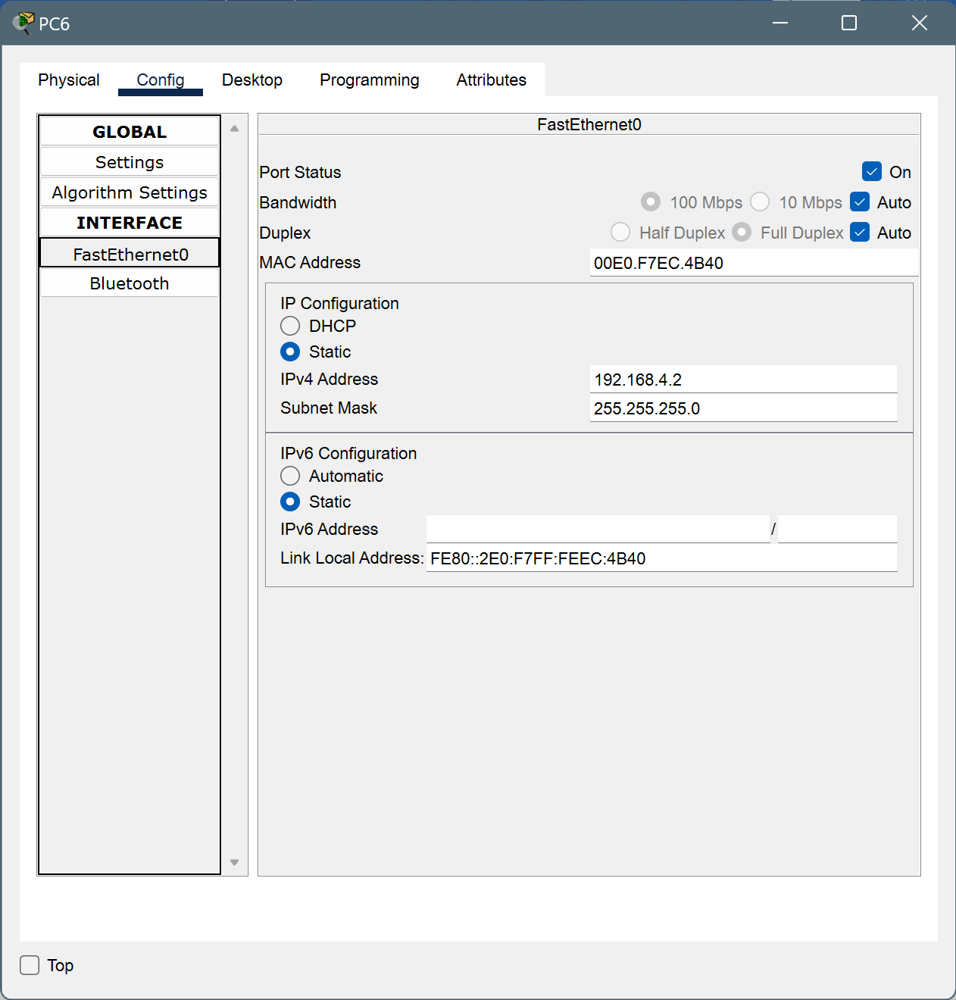 PC6
Physical Config Desktop Programming Attributes
GLOBAL
Settings
Algorithm Settings
INTERFACE
FastEthernet0
Bluetooth
FastEthernet0
Port Status On
Bandwidth 100 Mbps 10 Mbps Auto
Duplex Half Duplex Full Duplex Auto
MAC Address 00E0.F7EC.4B40
IP Configuration
DHCP
Static
IPv4 Address 192.168.4.2
Subnet Mask 255.255.255.0
IPv6 Configuration
Automatic
Static
IPv6 Address /
Link Local Address: FE80::2E0:F7FF:FEEC:4B40
Top